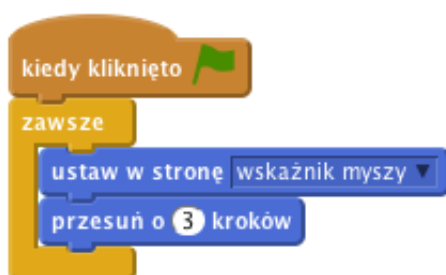 kiedy kliknięto
zawsze
ustaw w stronę wskaźnik myszy
przesuń o 3 kroków